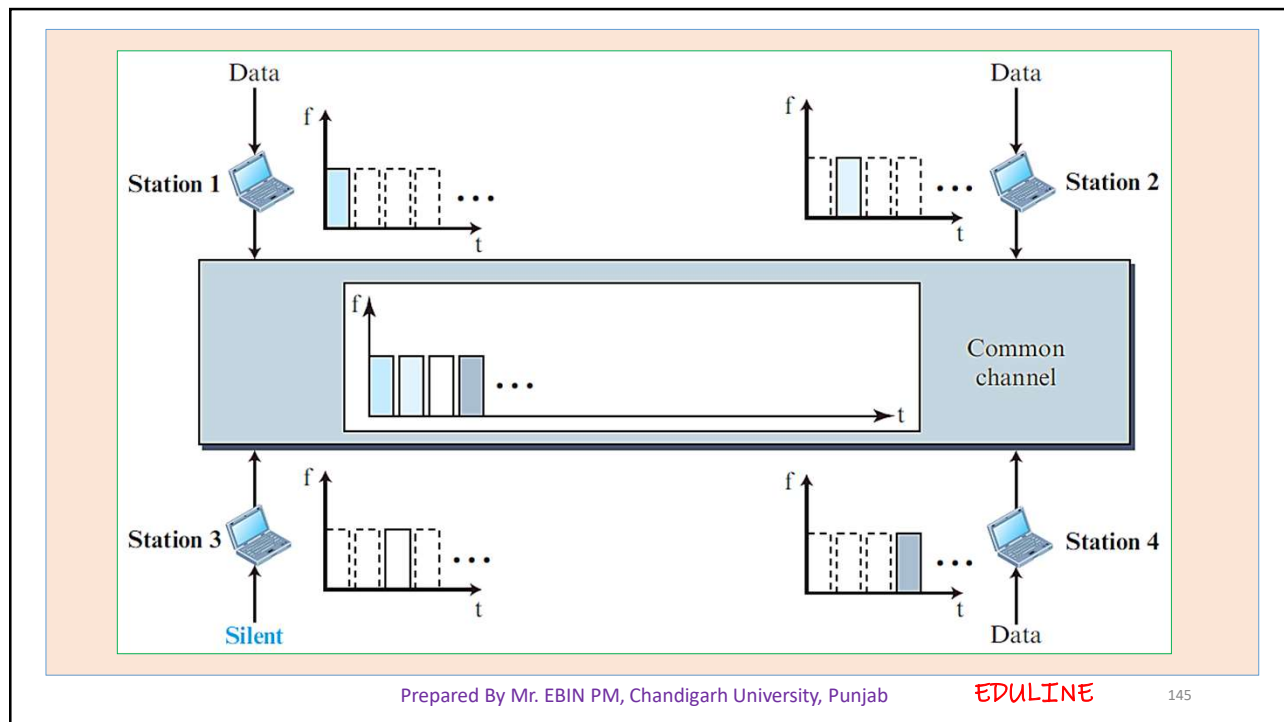 Data
Data
f
f
Station 1
...
... Station 2
t
t
f
Common
channel
...
t
f
f
Station 3
...
... Station 4
t
t
Silent
Data
Prepared By Mr. EBIN PM, Chandigarh University, Punjab EDULINE 145